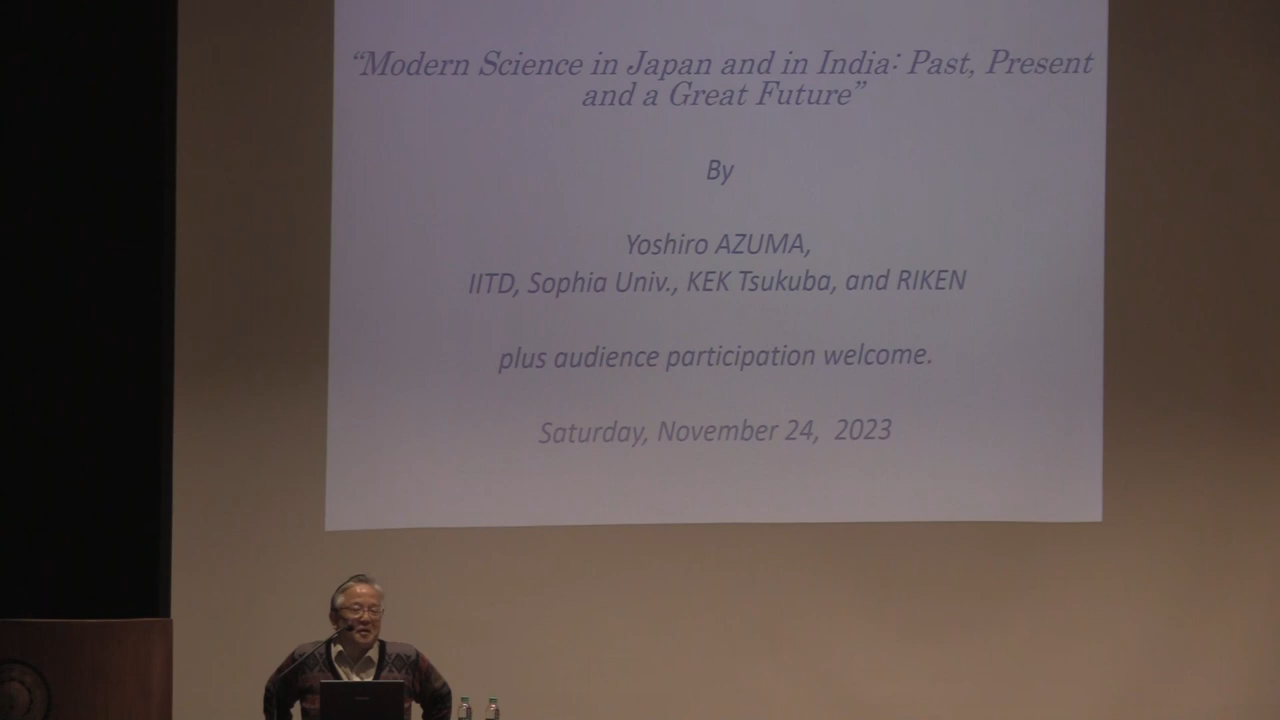 “Modern Science in Japan and in India: Past, Present
and a Great Future”
By
Yoshiro AZUMA,
IITD, Sophia Univ., KEK Tsukuba, and RIKEN
plus audience participation welcome.
Saturday, November 24,  2023